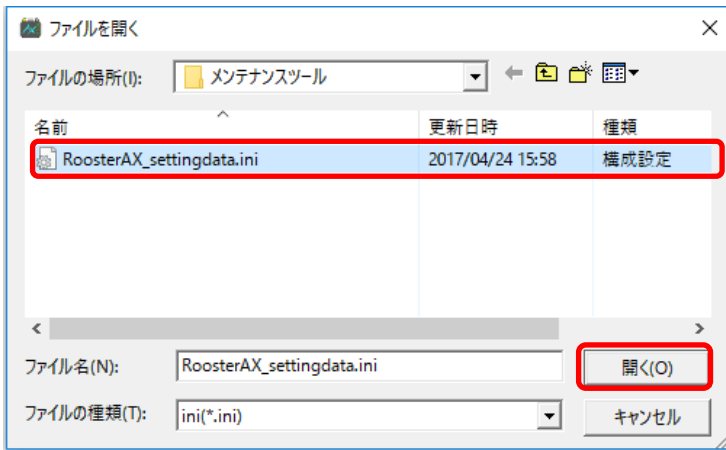 ファイルを開く
ファイルの場所(I):
メンテナンスツール
名前
更新日時
種類
RoosterAX_settingdata.ini
2017/04/24 15:58
構成設定
ファイル名(N):
RoosterAX_settingdata.ini
開く(O)
ファイルの種類(T):
ini(*.ini)
キャンセル